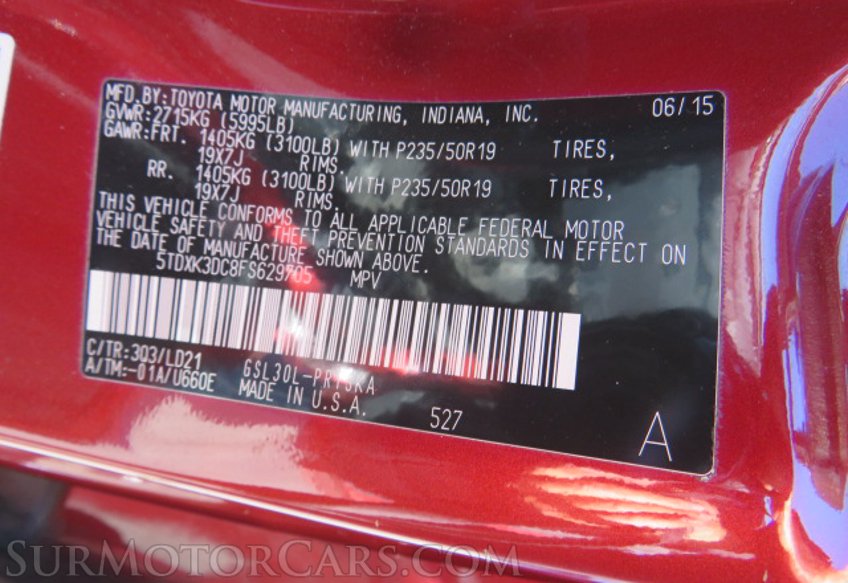 MFD. BY: TOYOTA MOTOR MANUFACTURING, INDIANA, INC. 06/15
GVWR: 2715KG (5995LB)
GAWR: FRT. 1405KG (3100LB) WITH P235/50R19 TIRES,
19X7J RIMS.
RR. 1405KG (3100LB) WITH P235/50R19 TIRES,
19X7J RIMS.
THIS VEHICLE CONFORMS TO ALL APPLICABLE FEDERAL MOTOR
VEHICLE SAFETY AND THEFT PREVENTION STANDARDS IN EFFECT ON
THE DATE OF MANUFACTURE SHOWN ABOVE.
5TDXK3DC8FS629705 MPV
C/TR: 3Q3/LD21
A/TM: -01A/U660E
MADE IN U.S.A.
527
A
SURMOTORCARS.COM